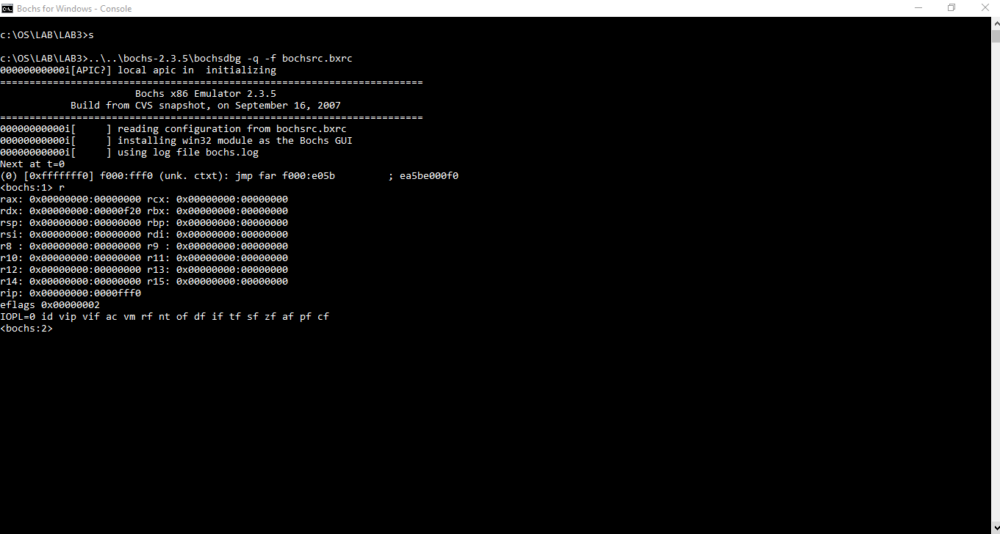 Bochs for Windows - Console
c:\OS\LAB\LAB3>s
c:\OS\LAB\LAB3>..\..\bochs-2.3.5\bochsdbg -q -f bochsrc.bxrc
00000000000i[APIC?] local apic in  initializing
========================================================================
                       Bochs x86 Emulator 2.3.5
            Build from CVS snapshot, on September 16, 2007
========================================================================
00000000000i[     ] reading configuration from bochsrc.bxrc
00000000000i[     ] installing win32 module as the Bochs GUI
00000000000i[     ] using log file bochs.log
Next at t=0
(0) [0xfffffff0] f000:fff0 (unk. ctxt): jmp far f000:e05b         ; ea5be000f0
<bochs:1> r
rax: 0x00000000:00000000 rcx: 0x00000000:00000000
rdx: 0x00000000:00000f20 rbx: 0x00000000:00000000
rsp: 0x00000000:00000000 rbp: 0x00000000:00000000
rsi: 0x00000000:00000000 rdi: 0x00000000:00000000
r8 : 0x00000000:00000000 r9 : 0x00000000:00000000
r10: 0x00000000:00000000 r11: 0x00000000:00000000
r12: 0x00000000:00000000 r13: 0x00000000:00000000
r14: 0x00000000:00000000 r15: 0x00000000:00000000
rip: 0x00000000:0000fff0
eflags 0x00000002
IOPL=0 id vip vif ac vm rf nt of df if tf sf zf af pf cf
<bochs:2>